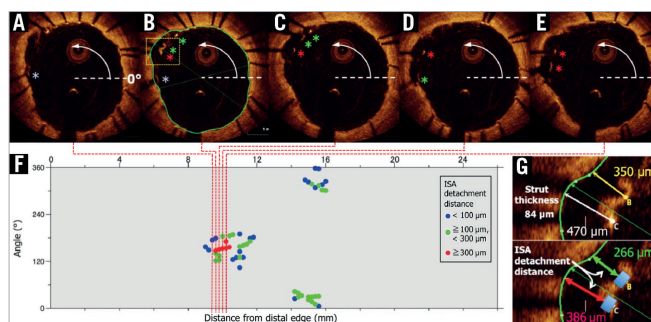 A
B
C
D
E
0º
* * * * * * * * * * * * *
F
0 4 8 12 16 20 24
360
240
120
0
Angle (°)
Distance from distal edge (mm)
ISA
detachment
distance
< 100 µm
≧ 100 µm,
< 300 µm
≧ 300 µm
G
350 µm
B
Strut
thickness
84 µm
C
470 µm
ISA
detachment
distance
266 µm
B
C
386 µm